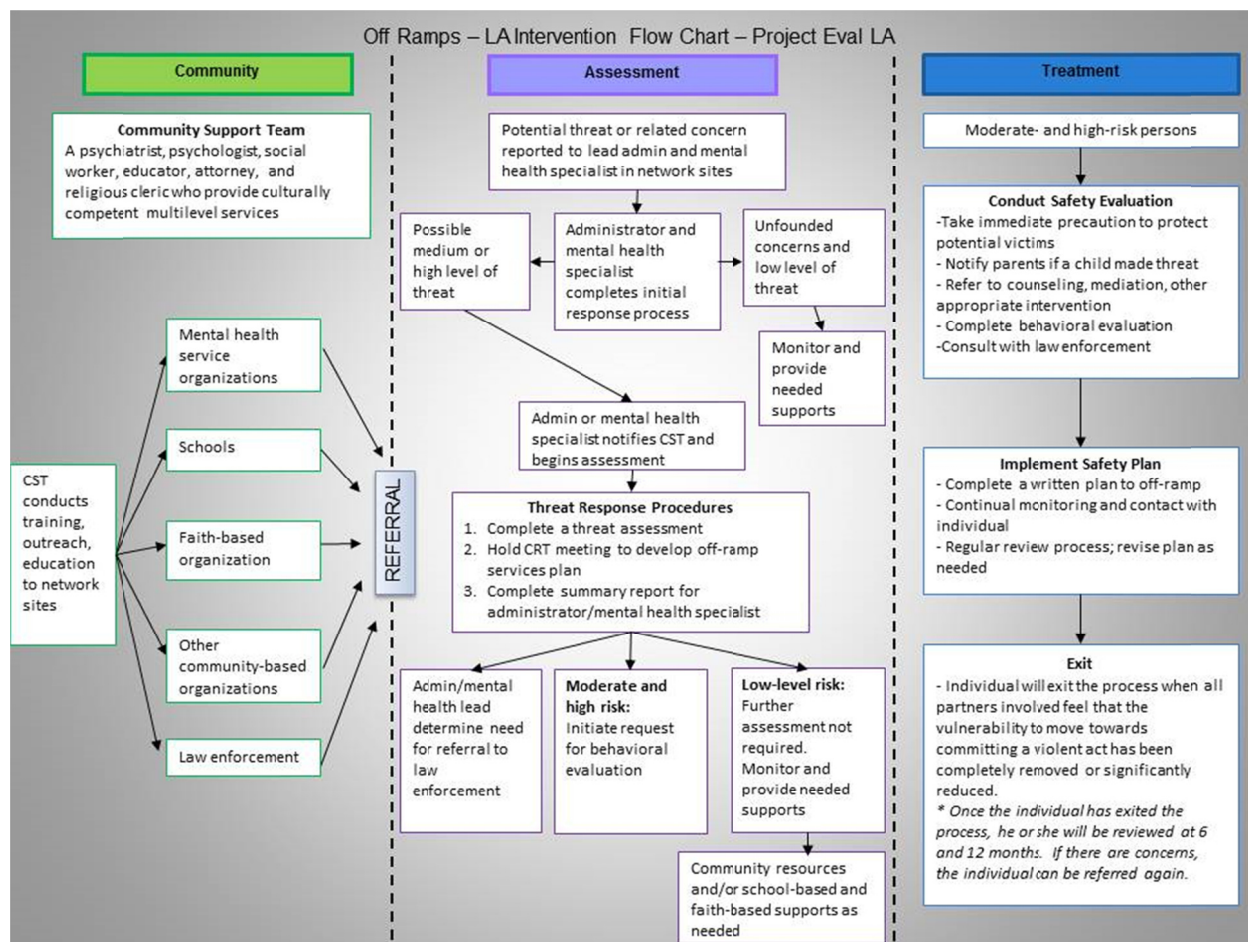 Off Ramps – LA Intervention Flow Chart – Project Eval LA
Community
Community Support Team
A psychiatrist, psychologist, social
worker, educator, attorney, and
religious cleric who provide culturally
competent multilevel services
CST
conducts
training,
outreach,
education
to network
sites
Mental health
service
organizations
Schools
Faith-based
organization
Other
community-based
organizations
Law enforcement
REFERRAL
Assessment
Potential threat or related concern
reported to lead admin and mental
health specialist in network sites
Possible
medium or
high level of
threat
Administrator and
mental health
specialist
completes initial
response process
Unfounded
concerns and
low level of
threat
Monitor and
provide
needed
supports
Admin or mental health
specialist notifies CST and
begins assessment
Threat Response Procedures
1. Complete a threat assessment
2. Hold CRT meeting to develop off-ramp
services plan
3. Complete summary report for
administrator/mental health specialist
Admin/mental
health lead
determine need
for referral to
law
enforcement
Moderate and
high risk:
Initiate request
for behavioral
evaluation
Low-level risk:
Further
assessment not
required.
Monitor and
provide needed
supports
Community resources
and/or school-based and
faith-based supports as
needed
Treatment
Moderate- and high-risk persons
Conduct Safety Evaluation
-Take immediate precaution to protect
potential victims
- Notify parents if a child made threat
- Refer to counseling, mediation, other
appropriate intervention
- Complete behavioral evaluation
-Consult with law enforcement
Implement Safety Plan
- Complete a written plan to off-ramp
- Continual monitoring and contact with
individual
- Regular review process; revise plan as
needed
Exit
- Individual will exit the process when all
partners involved feel that the
vulnerability to move towards
committing a violent act has been
completely removed or significantly
reduced.
* Once the individual has exited the
process, he or she will be reviewed at 6
and 12 months. If there are concerns,
the individual can be referred again.